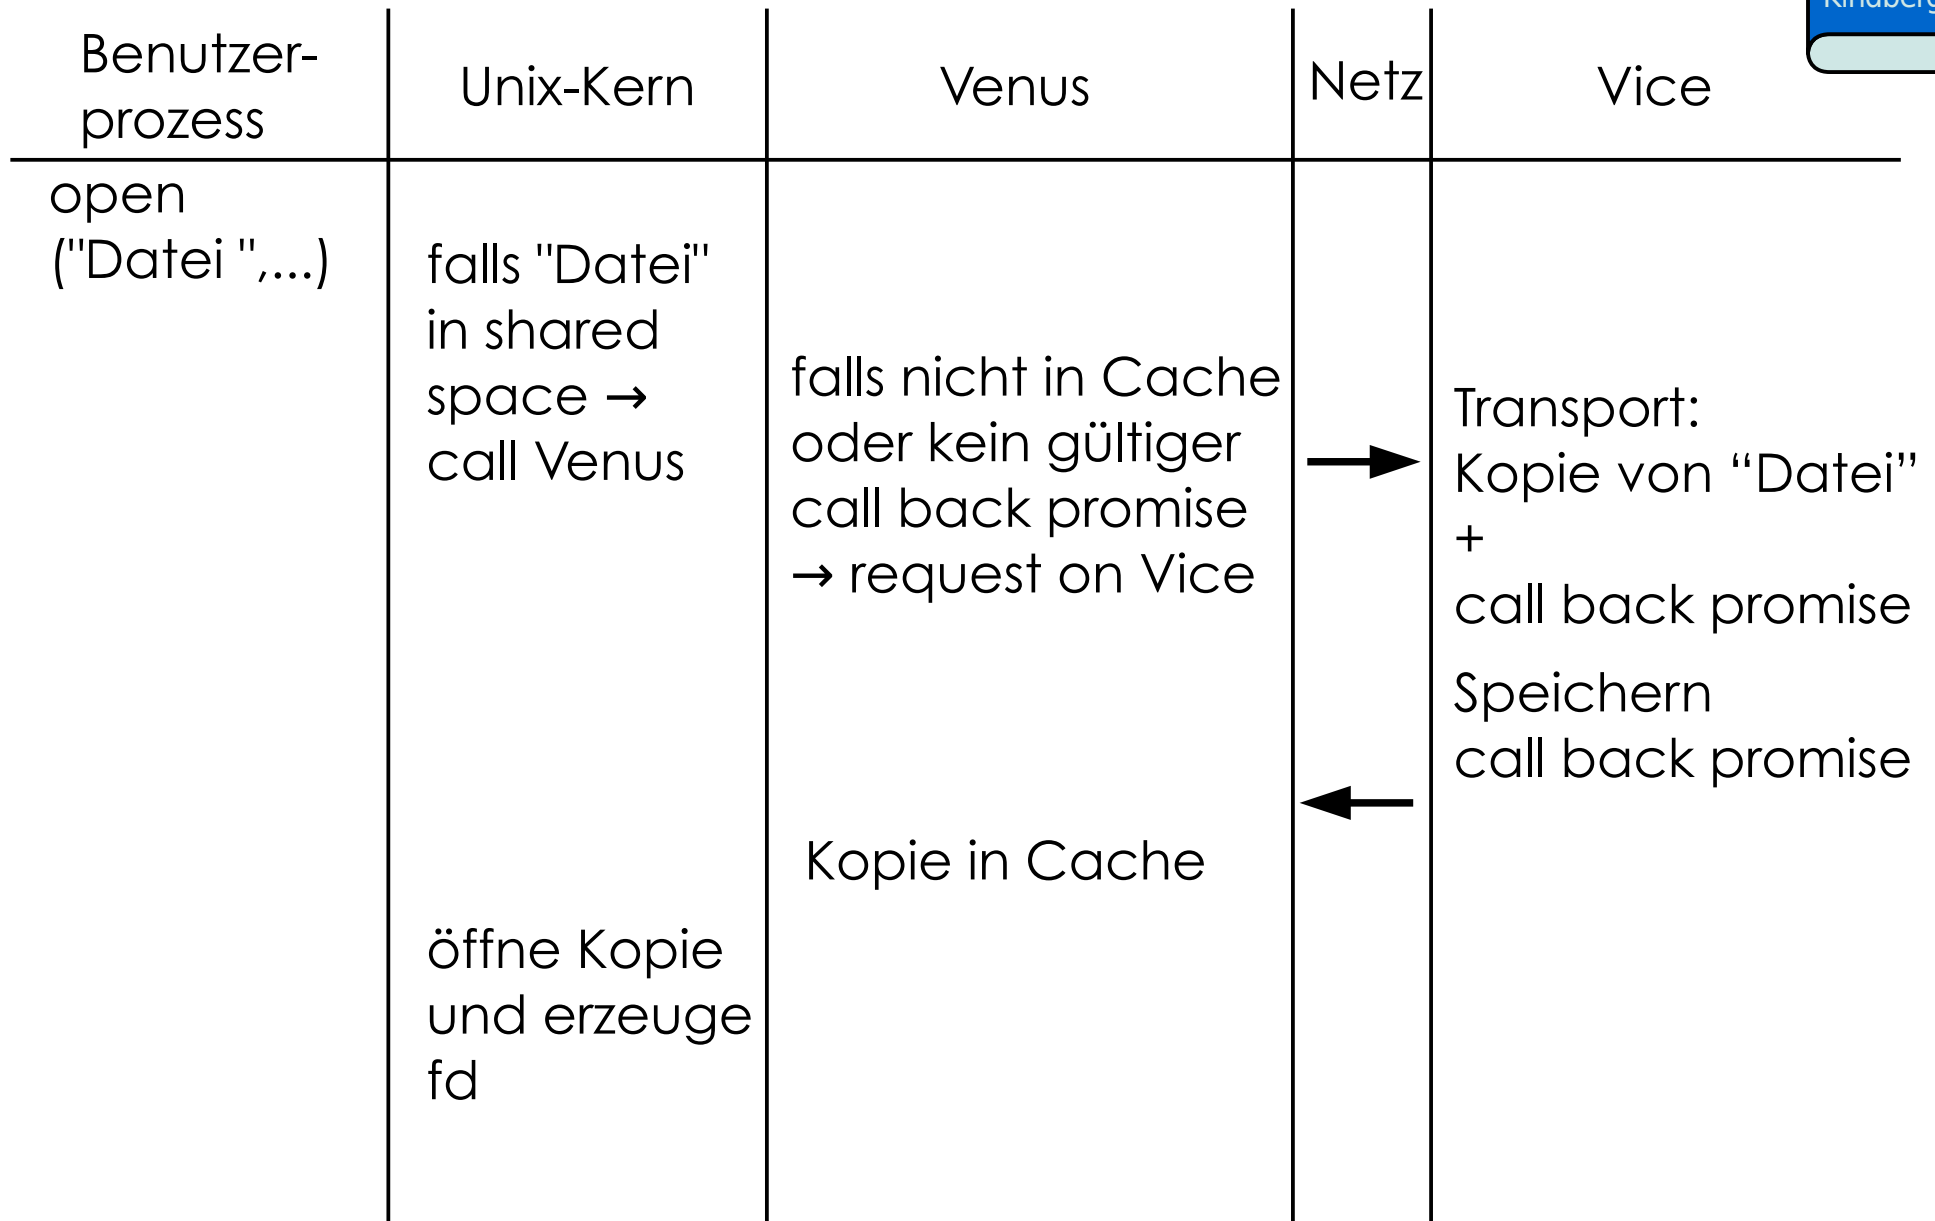 Benutzer-
prozess
Unix-Kern
Venus
Netz
Vice
open
("Datei ",...)
falls "Datei"
in shared
space →
call Venus
falls nicht in Cache
oder kein gültiger
call back promise
→ request on Vice
Transport:
Kopie von “Datei”
+
call back promise
Speichern
call back promise
Kopie in Cache
öffne Kopie
und erzeuge
fd